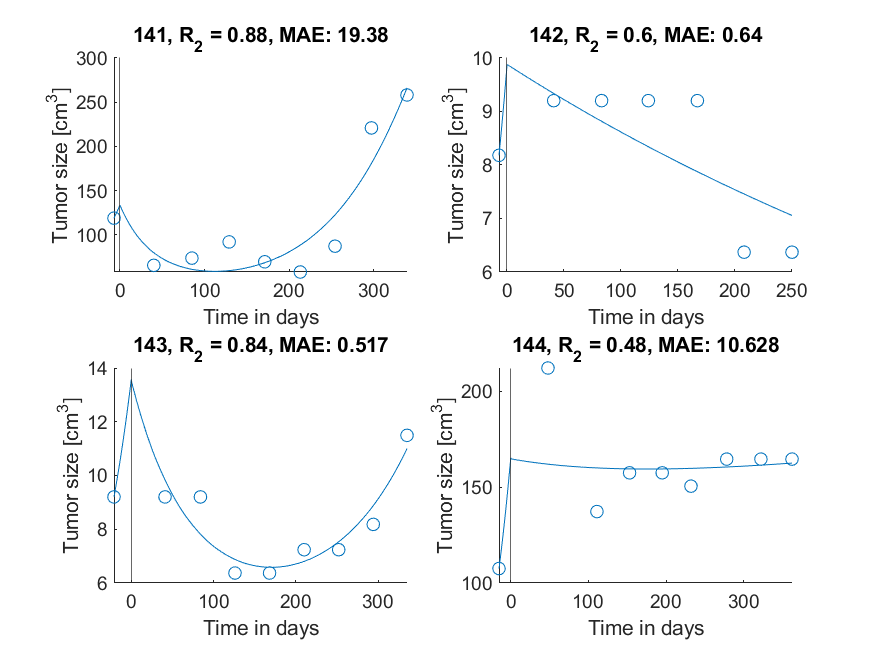 141, R2 = 0.88, MAE: 19.38
300
250
200
150
100
Tumor size [cm3]
0 100 200 300
Time in days
142, R2 = 0.6, MAE: 0.64
10
9
8
7
6
Tumor size [cm3]
0 50 100 150 200 250
Time in days
143, R2 = 0.84, MAE: 0.517
14
12
10
8
6
Tumor size [cm3]
0 100 200 300
Time in days
144, R2 = 0.48, MAE: 10.628
200
150
100
Tumor size [cm3]
0 100 200 300
Time in days